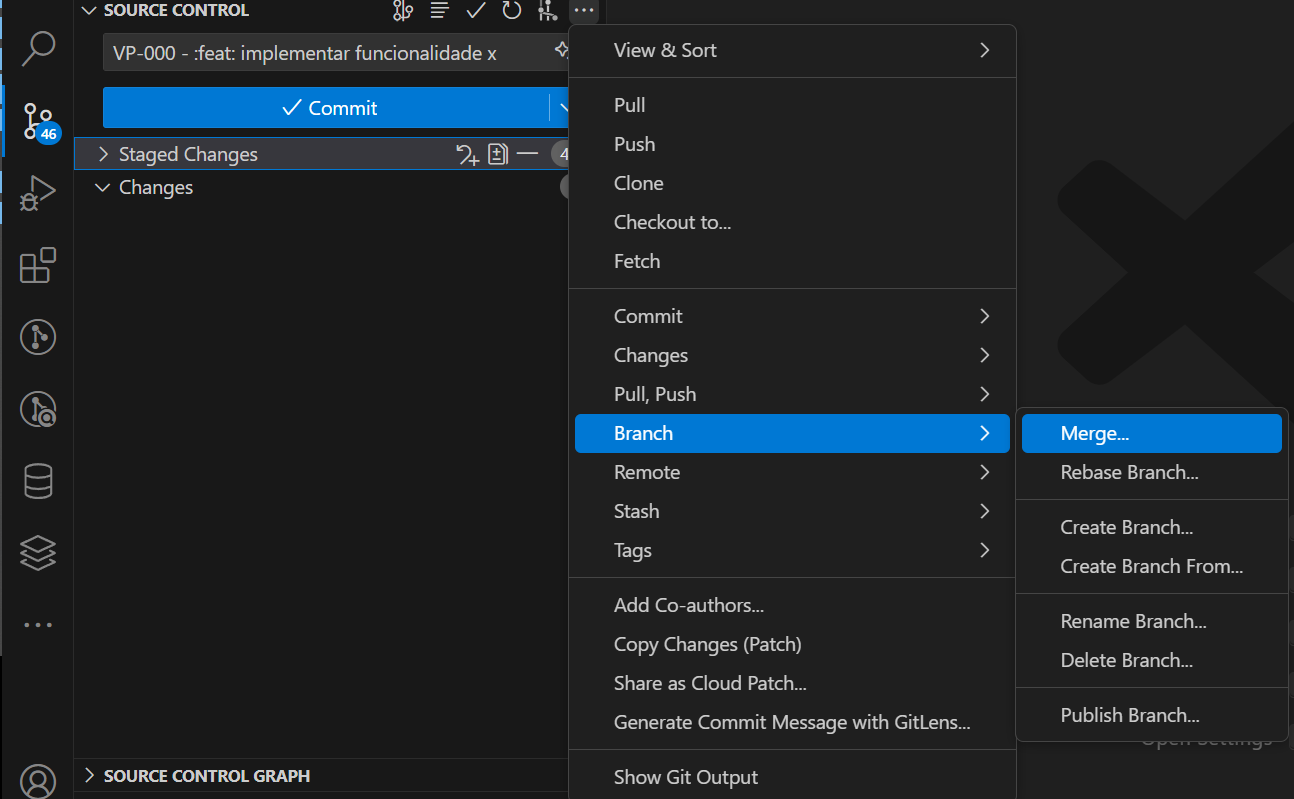 SOURCE CONTROL
VP-000 - :feat: implementar funcionalidade x
Commit
46
Staged Changes
4
Changes
View & Sort
Pull
Push
Clone
Checkout to...
Fetch
Commit
Changes
Pull, Push
Branch
Remote
Stash
Tags
Add Co-authors...
Copy Changes (Patch)
Share as Cloud Patch...
Generate Commit Message with GitLens...
Show Git Output
Merge...
Rebase Branch...
Create Branch...
Create Branch From...
Rename Branch...
Delete Branch...
Publish Branch...
Open Settings
SOURCE CONTROL GRAPH